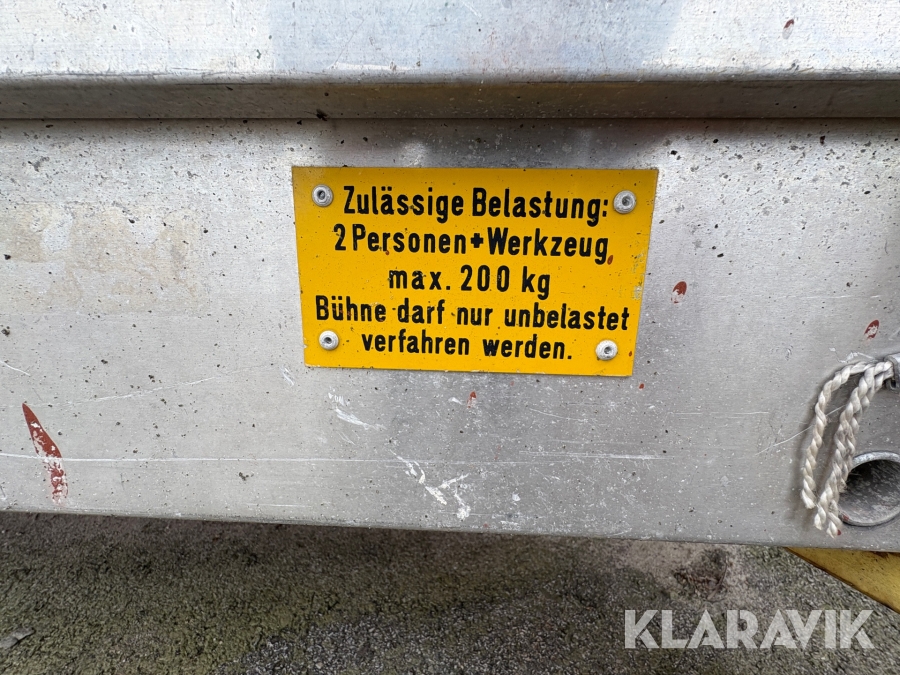 Zulässige Belastung:
2 Personen+Werkzeug
max. 200 kg
Bühne darf nur unbelastet
verfahren werden.
KLARAVIK